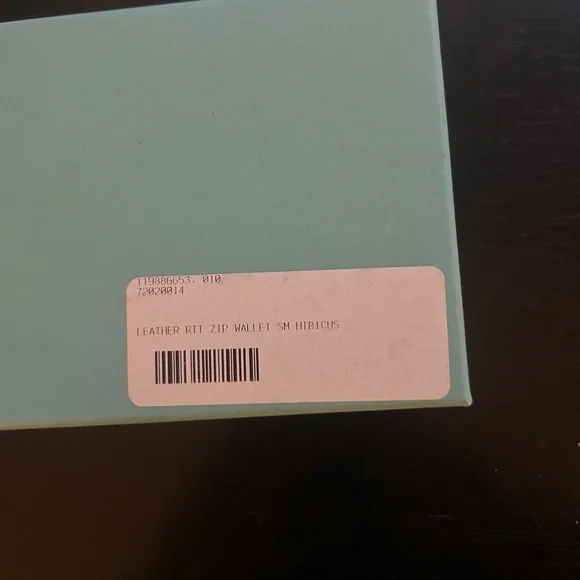 119886653. 010
72020014
LEATHER RTT ZIP WALLET SM HIBICUS